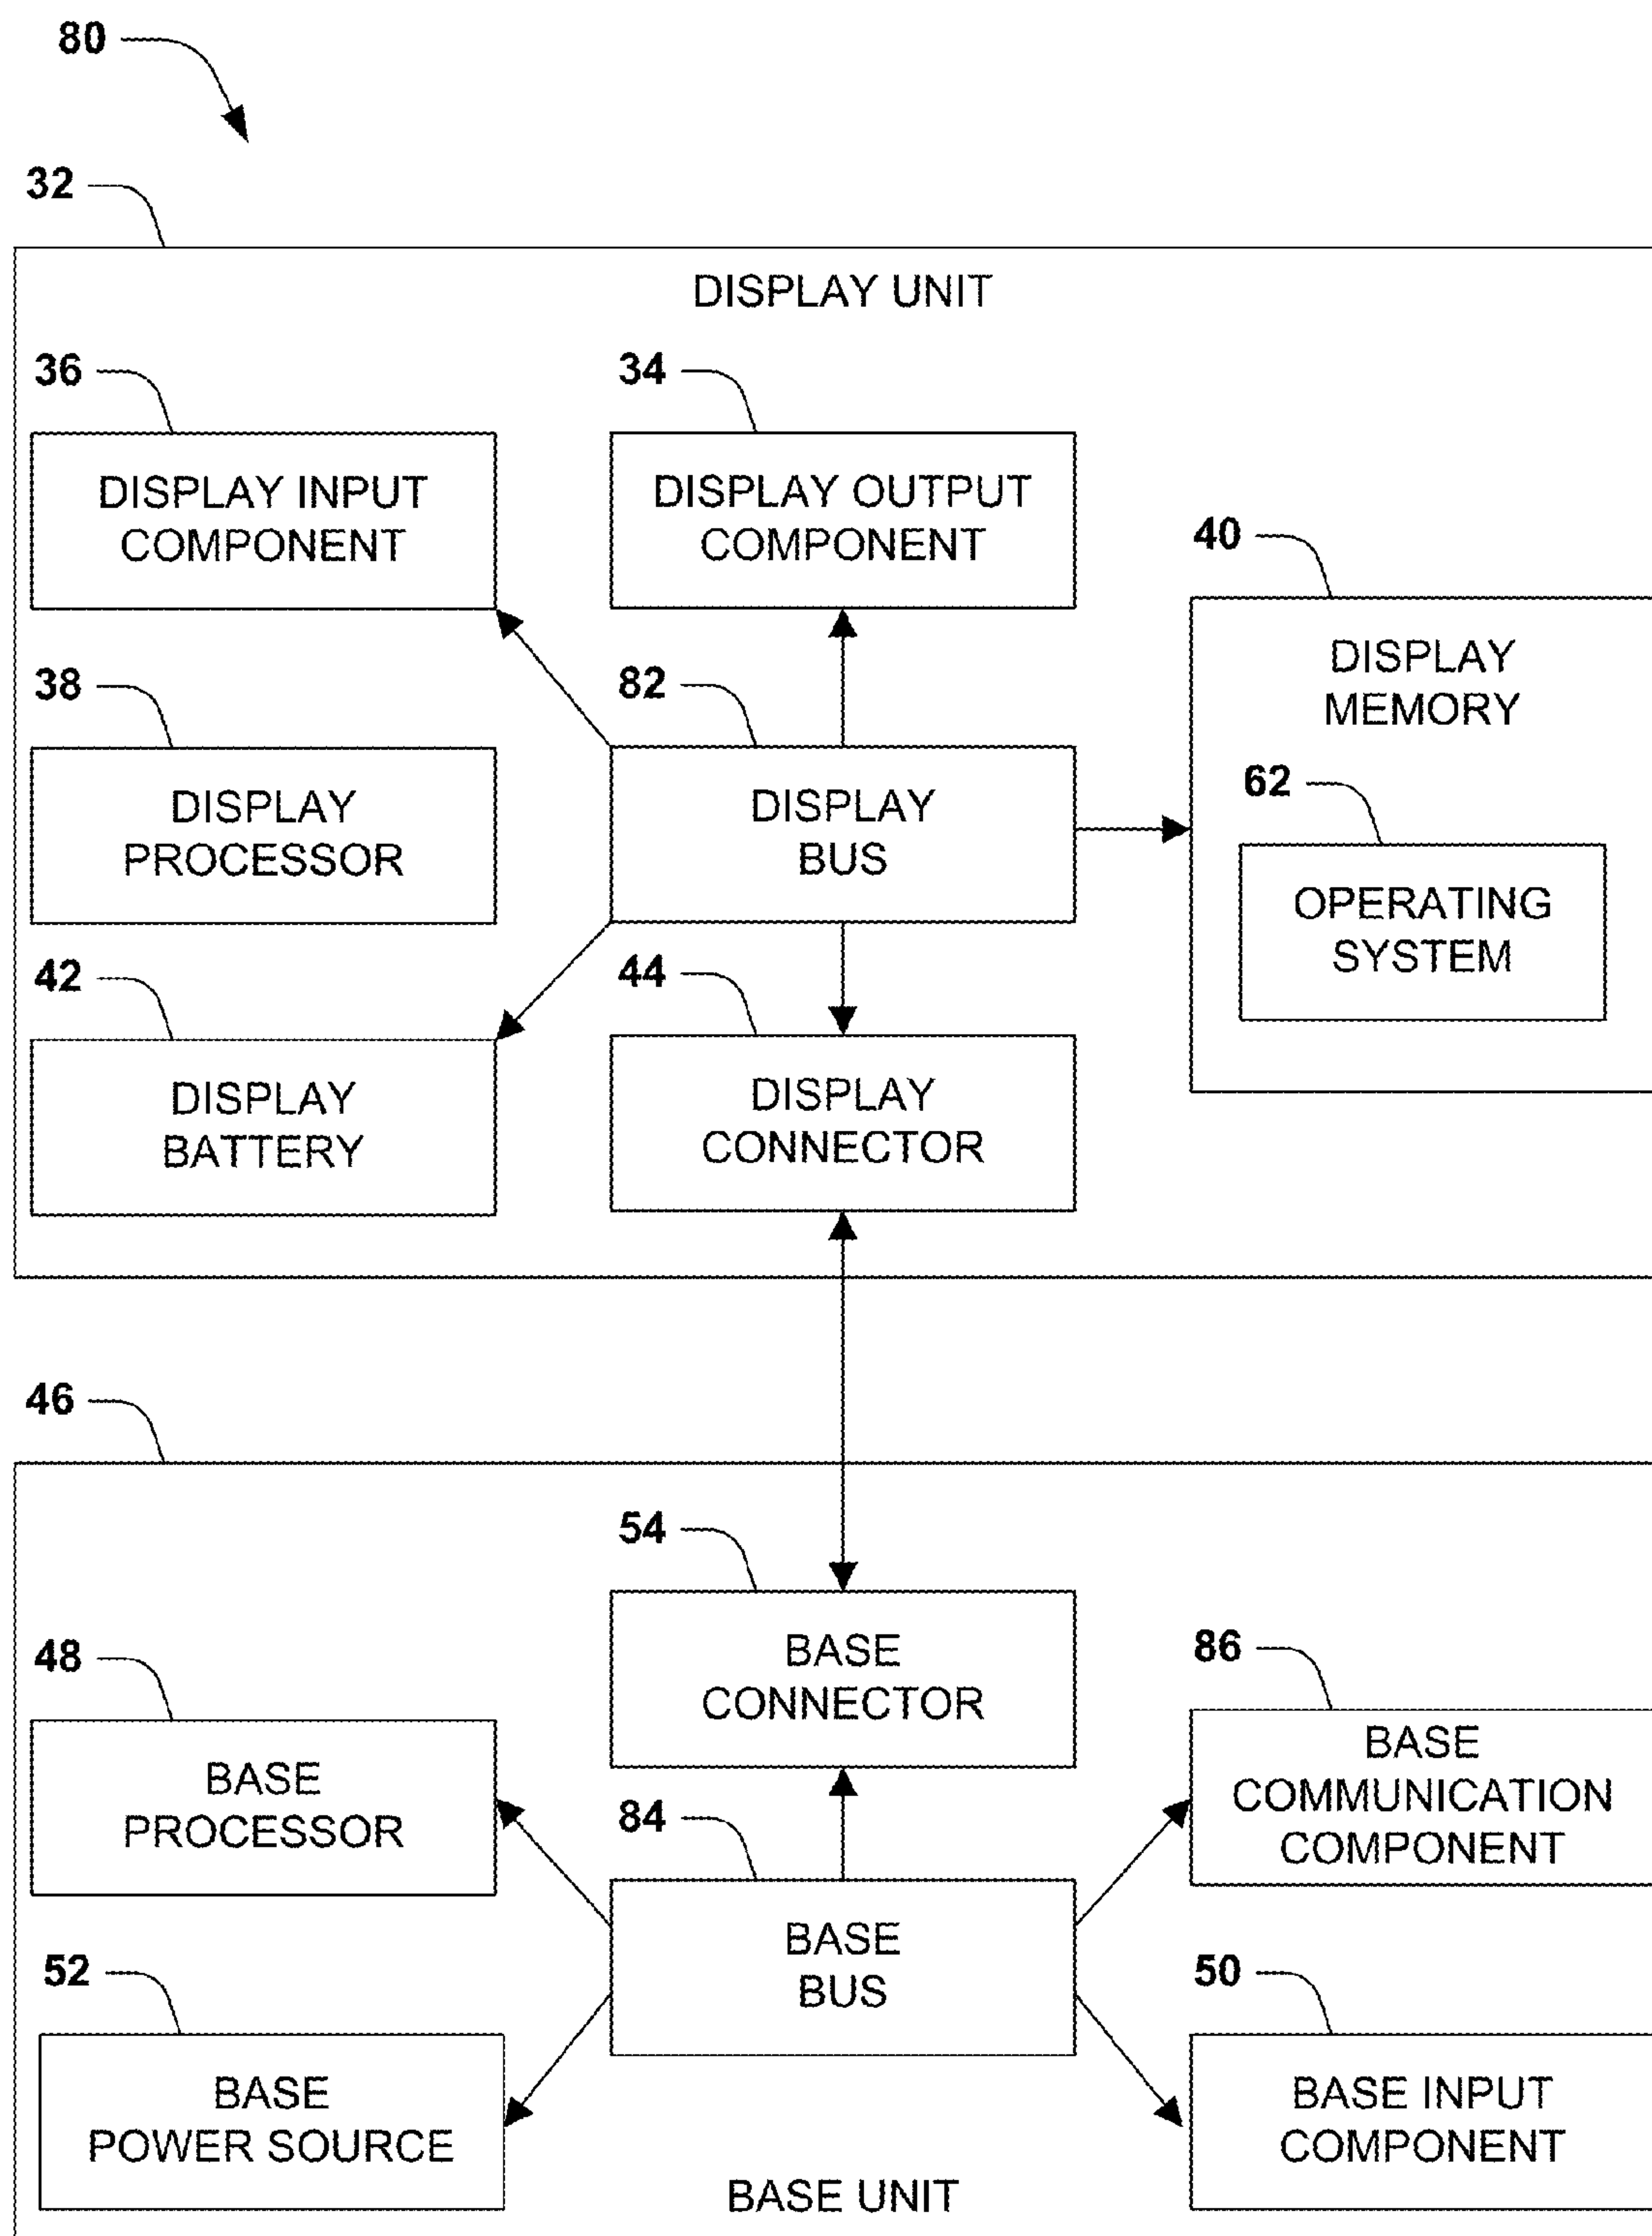 80
32
DISPLAY UNIT
36
34
DISPLAY INPUT
COMPONENT
DISPLAY OUTPUT
COMPONENT
40
DISPLAY
MEMORY
38
82
DISPLAY
PROCESSOR
DISPLAY
BUS
62
OPERATING
SYSTEM
42
44
DISPLAY
BATTERY
DISPLAY
CONNECTOR
46
54
BASE
CONNECTOR
48
86
BASE
PROCESSOR
BASE
COMMUNICATION
COMPONENT
84
BASE
BUS
52
50
BASE
POWER SOURCE
BASE INPUT
COMPONENT
BASE UNIT